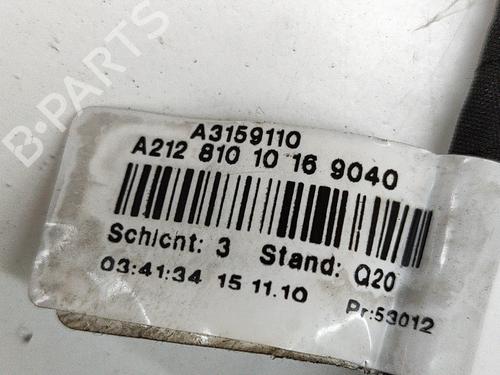 B-PARTS
A3159110
A212 810 10 16 9040
Schicht: 3 Stand: Q20
03:41:34 15 11.10 Pr:53012